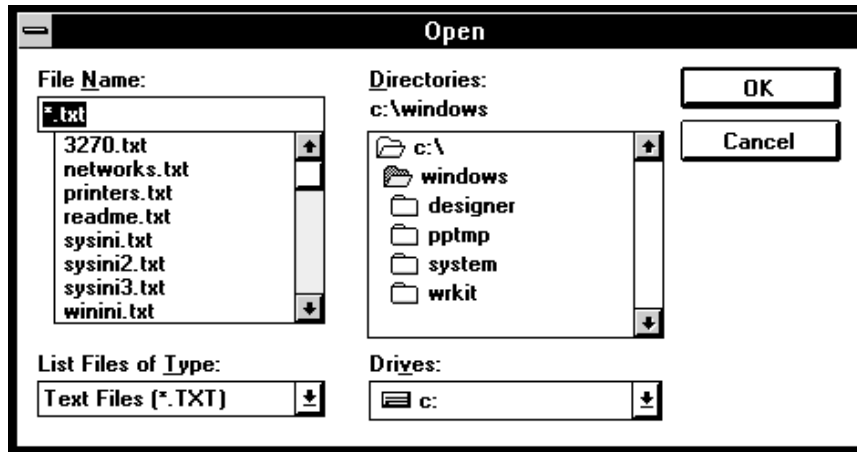 Open
File Name:
*.txt
3270.txt
networks.txt
printers.txt
readme.txt
sysini.txt
sysini2.txt
sysini3.txt
winini.txt
List Files of Type:
Text Files (*.TXT)
Directories:
c:\windows
c:\
windows
designer
pptmp
system
wrkit
Drives:
c:
OK
Cancel